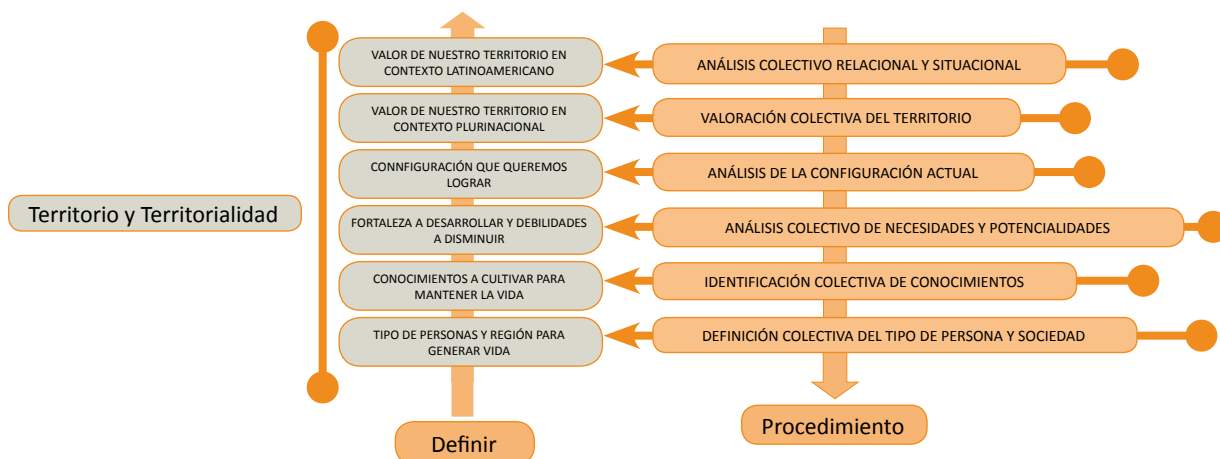 VALOR DE NUESTRO TERRITORIO EN
CONTEXTO LATINOAMERICANO
ANÁLISIS COLECTIVO RELACIONAL Y SITUACIONAL
VALOR DE NUESTRO TERRITORIO EN
CONTEXTO PLURINACIONAL
VALORACIÓN COLECTIVA DEL TERRITORIO
CONNFIGURACIÓN QUE QUEREMOS
LOGRAR
ANÁLISIS DE LA CONFIGURACIÓN ACTUAL
Territorio y Territorialidad
FORTALEZA A DESARROLLAR Y DEBILIDADES
A DISMINUIR
ANÁLISIS COLECTIVO DE NECESIDADES Y POTENCIALIDADES
CONOCIMIENTOS A CULTIVAR PARA
MANTENER LA VIDA
IDENTIFICACIÓN COLECTIVA DE CONOCIMIENTOS
TIPO DE PERSONAS Y REGIÓN PARA
GENERAR VIDA
DEFINICIÓN COLECTIVA DEL TIPO DE PERSONA Y SOCIEDAD
Definir
Procedimiento